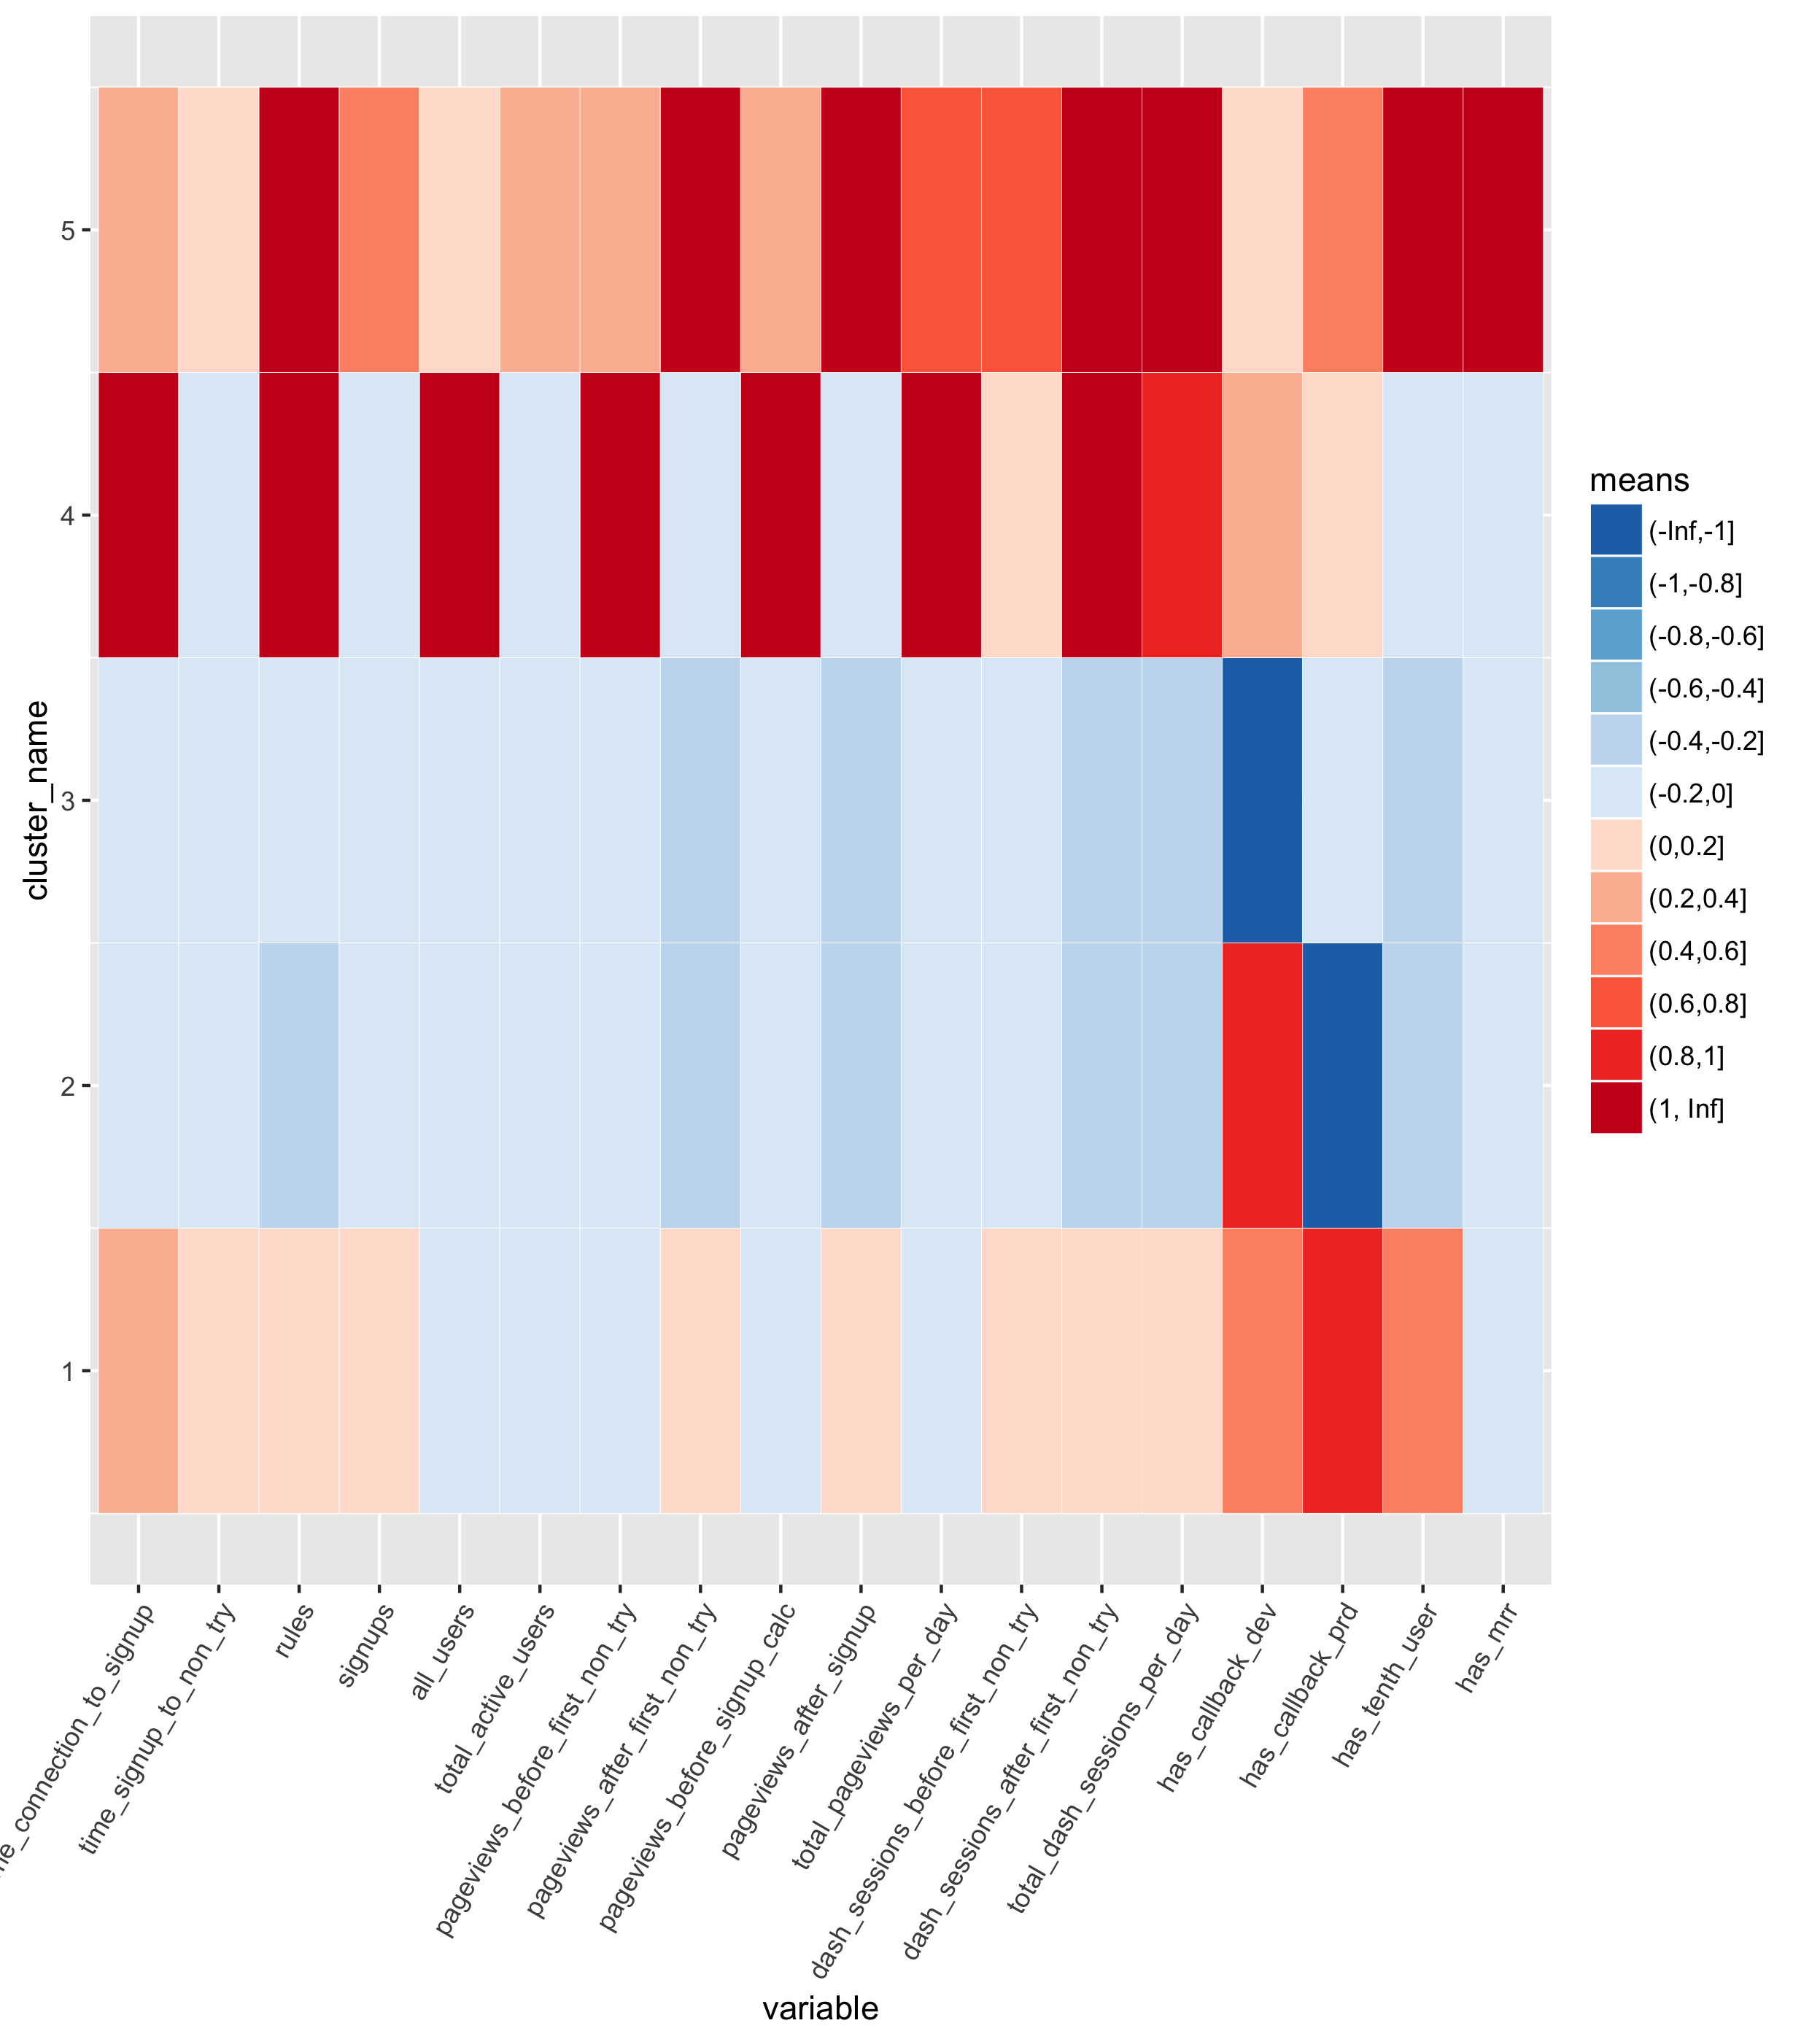 cluster_name
5
4
3
2
1
means
(-Inf,-1]
(-1,-0.8]
(-0.8,-0.6]
(-0.6,-0.4]
(-0.4,-0.2]
(-0.2,0]
(0,0.2]
(0.2,0.4]
(0.4,0.6]
(0.6,0.8]
(0.8,1]
(1, Inf]
e_connection_to_signup
time_signup_to_non_try
rules
signups
all_users
total_active_users
pageviews_before_first_non_try
pageviews_after_first_non_try
pageviews_before_signup_calc
pageviews_after_signup
total_pageviews_per_day
dash_sessions_before_first_non_try
dash_sessions_after_first_non_try
total_dash_sessions_per_day
has_callback_dev
has_callback_prd
has_tenth_user
has_mrr
variable